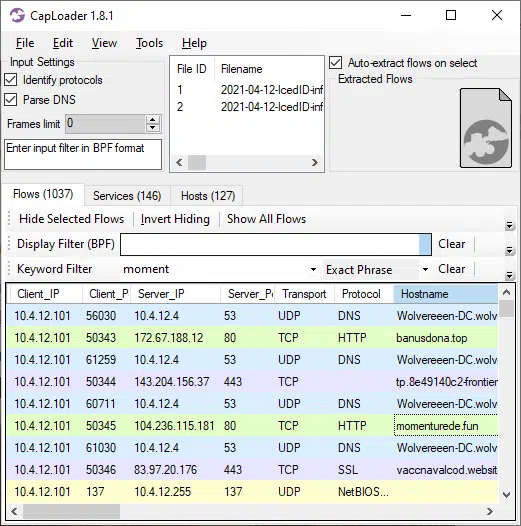 CapLoader 1.8.1
File Edit View Tools Help
Input Settings
Identify protocols
Parse DNS
Frames limit 0
Enter input filter in BPF format
File ID Filename
1 2021-04-12-IcedID-inf
2 2021-04-12-IcedID-inf
Auto-extract flows on select
Extracted Flows
Flows (1037) Services (146) Hosts (127)
Hide Selected Flows Invert Hiding Show All Flows
Display Filter (BPF) Clear
Keyword Filter moment Exact Phrase Clear
Client_IP Client_P Server_IP Server_Po Transport Protocol Hostname
10.4.12.101 56030 10.4.12.4 53 UDP DNS Wolvereeen-DC.wolv
10.4.12.101 50343 172.67.188.12 80 TCP HTTP banusdona.top
10.4.12.101 61259 10.4.12.4 53 UDP DNS Wolvereeen-DC.wolv
10.4.12.101 50344 143.204.156.37 443 TCP tp.8e49140c2-frontier
10.4.12.101 60711 10.4.12.4 53 UDP DNS Wolvereeen-DC.wolv
10.4.12.101 50345 104.236.115.181 80 TCP HTTP momenturede.fun
10.4.12.101 61030 10.4.12.4 53 UDP DNS Wolvereeen-DC.wolv
10.4.12.101 50346 83.97.20.176 443 TCP SSL vaccnavalcod.website
10.4.12.101 137 10.4.12.255 137 UDP NetBIOS...